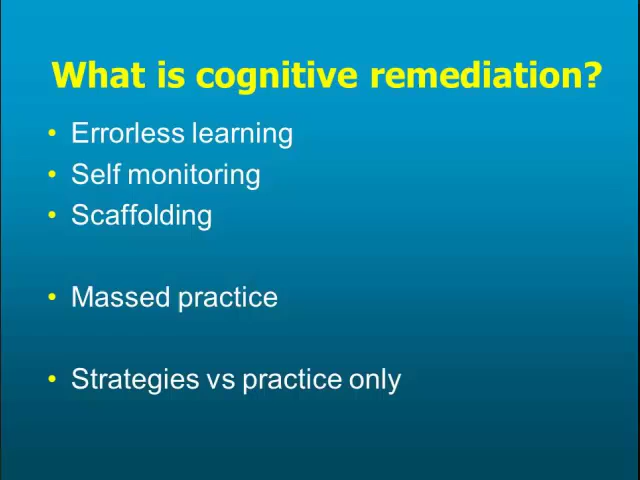 What is cognitive remediation?
• Errorless learning
• Self monitoring
• Scaffolding
• Massed practice
• Strategies vs practice only